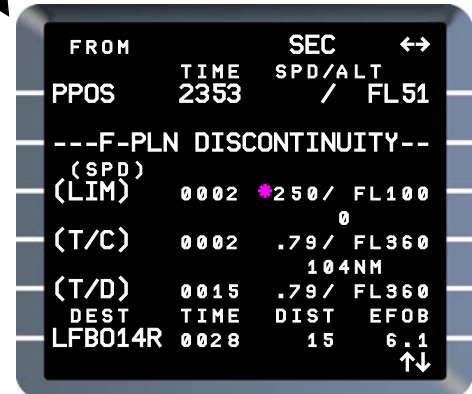 FROM SEC ←→
TIME SPD/ALT
PPOS 2353 / FL51
---F-PLN DISCONTINUITY--
(SPD)
(LIM) 0002 *250/ FL100
0
(T/C) 0002 .79/ FL360
104NM
(T/D) 0015 .79/ FL360
DEST TIME DIST EFOB
LFBO14R 0028 15 6.1
↑↓